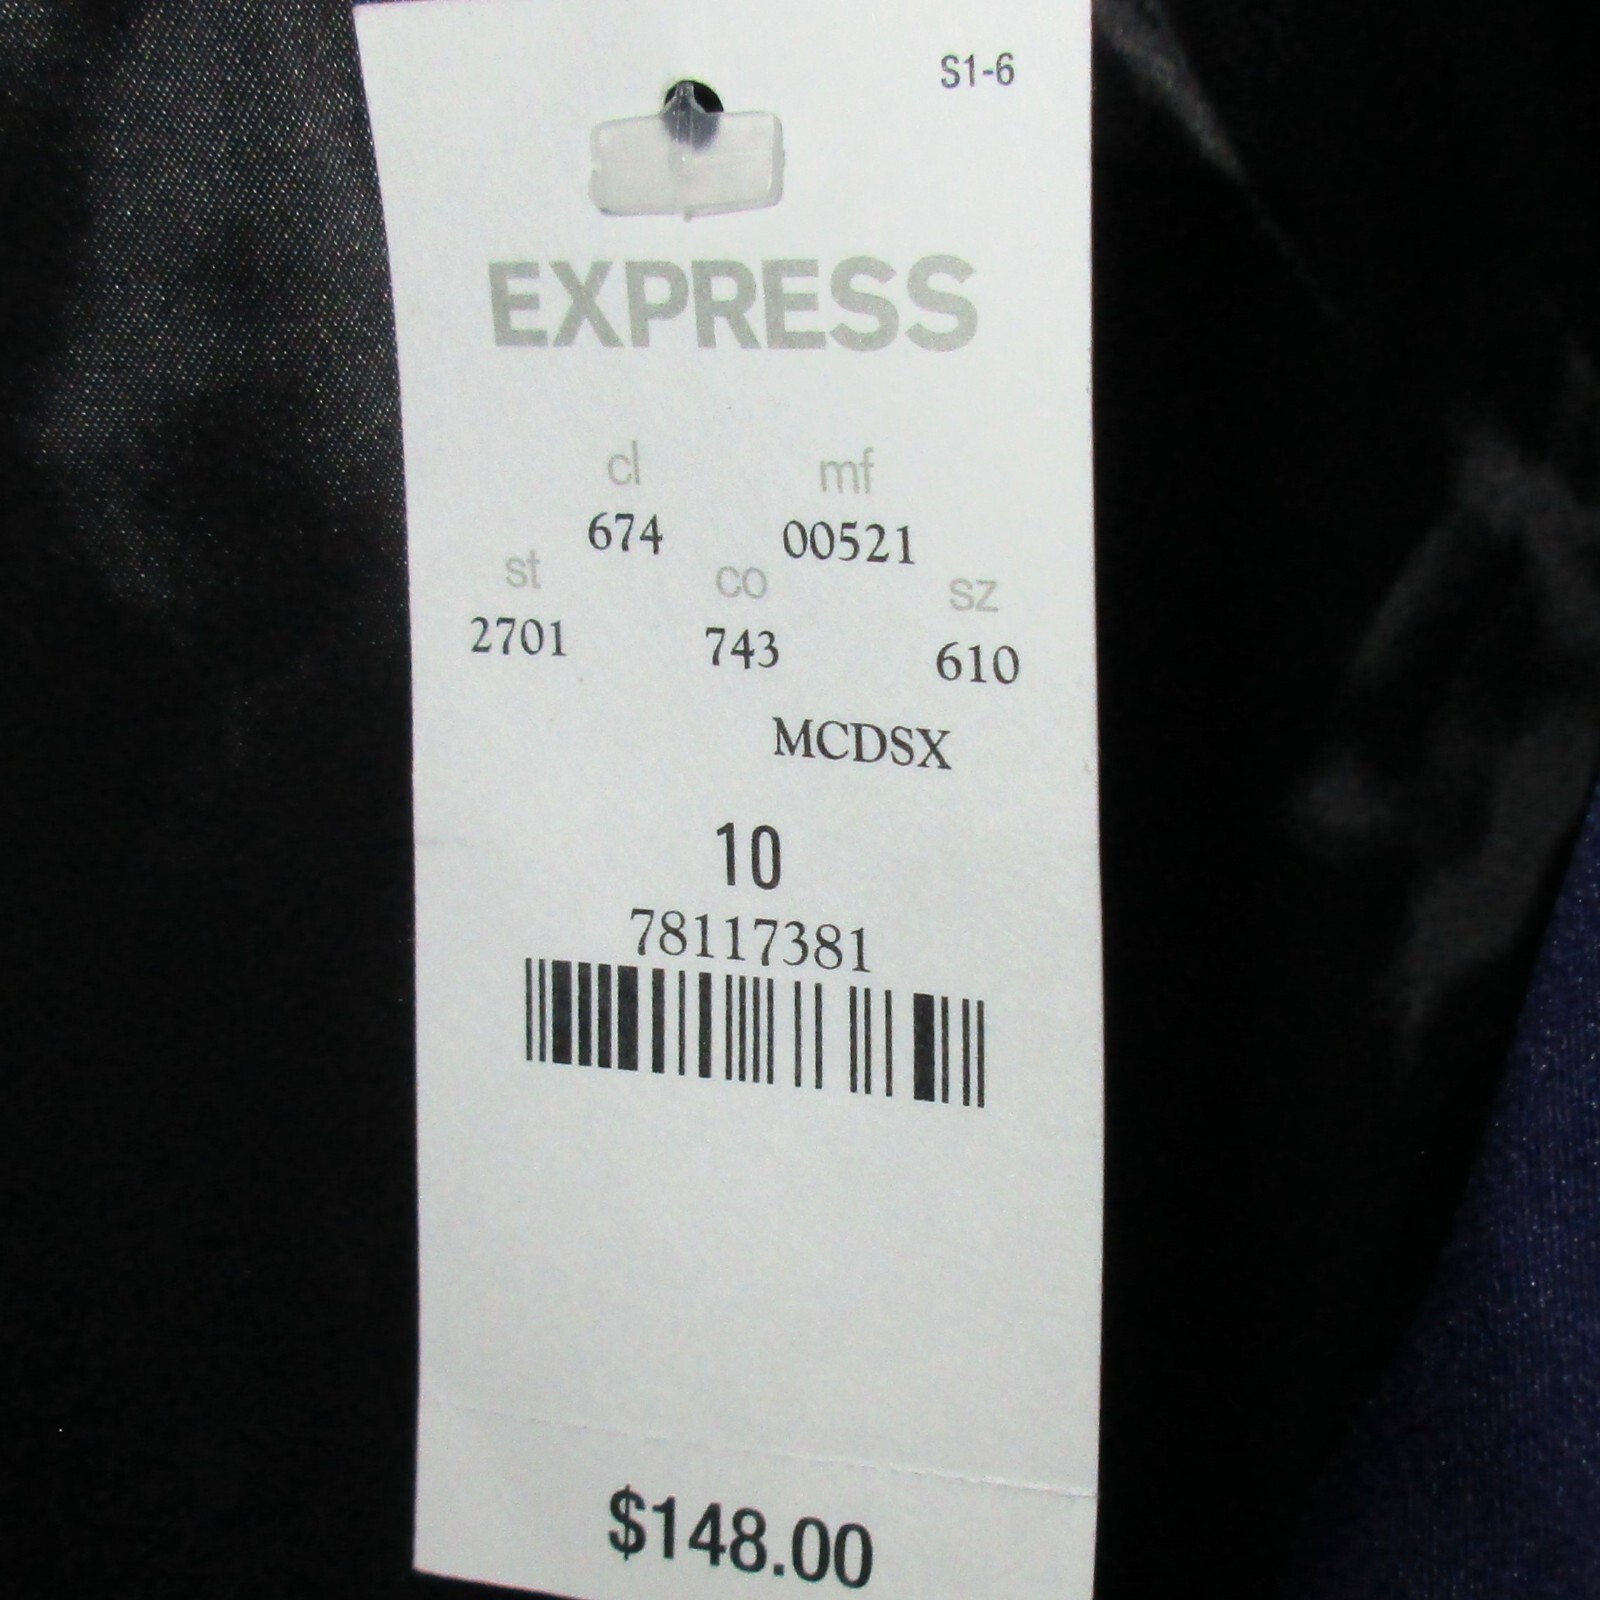 S1-6
EXPRESS
cl mf
674 00521
st co sz
2701 743 610
MCDSX
10
78117381
$148.00